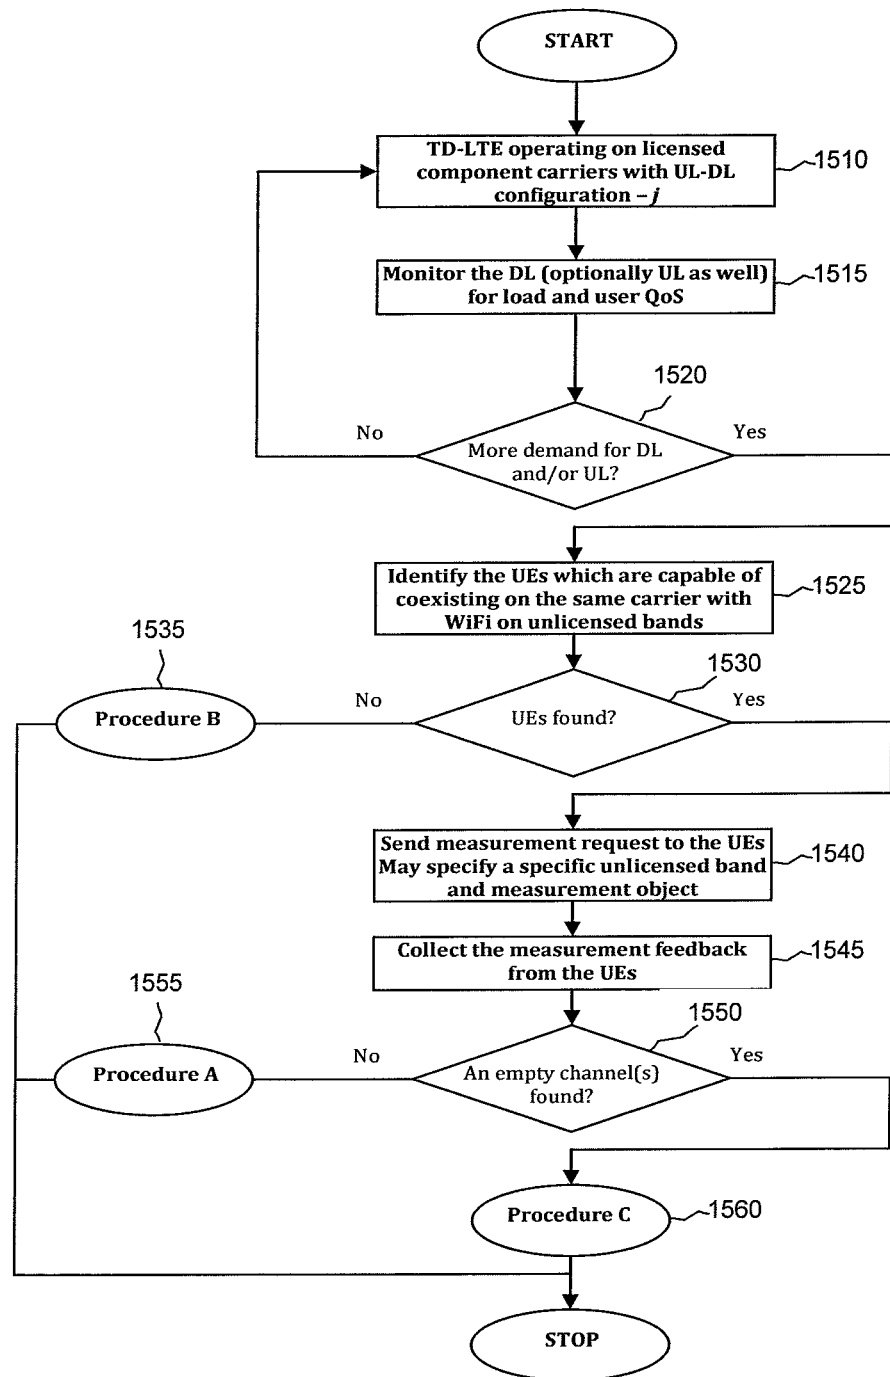 START
TD-LTE operating on licensed
component carriers with UL-DL
configuration – j
1510
Monitor the DL (optionally UL as well)
for load and user QoS
1515
1520
No
Yes
More demand for DL
and/or UL?
Identify the UEs which are capable of
coexisting on the same carrier with
WiFi on unlicensed bands
1525
1535
1530
Procedure B
No
UEs found?
Yes
Send measurement request to the UEs
May specify a specific unlicensed band
and measurement object
1540
Collect the measurement feedback
from the UEs
1545
1555
1550
Procedure A
No
An empty channel(s)
found?
Yes
Procedure C
1560
STOP